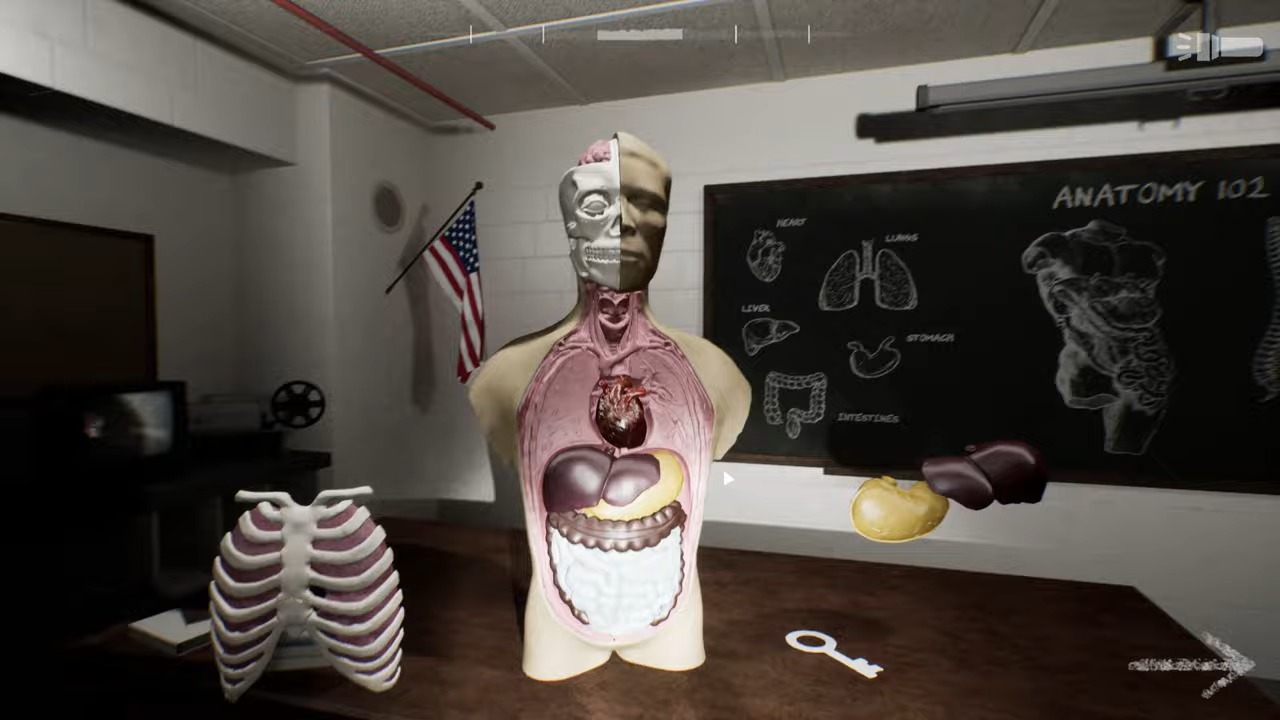 ANATOMY 102
HEART
LUNGS
LIVER
STOMACH
INTESTINES